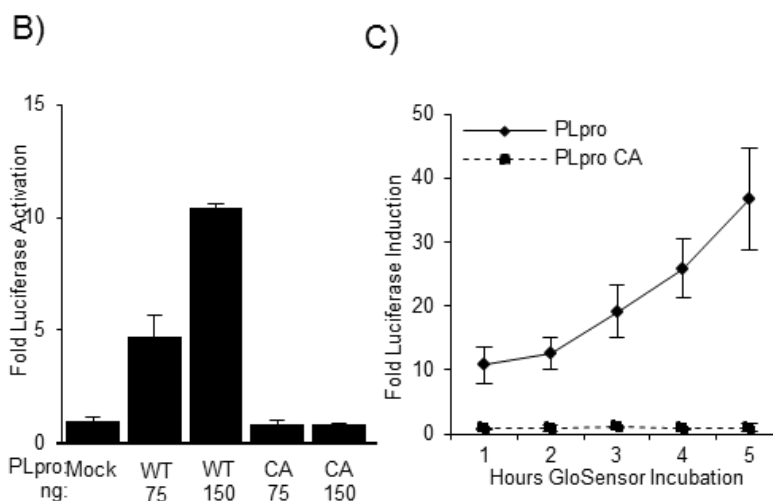 B)
Fold Luciferase Activation
15
10
5
0
PLpro: Mock WT WT CA CA
ng: 75 150 75 150
C)
Fold Luciferase Induction
PLpro
PLpro CA
50
40
30
20
10
0
1 2 3 4 5
Hours GloSensor Incubation